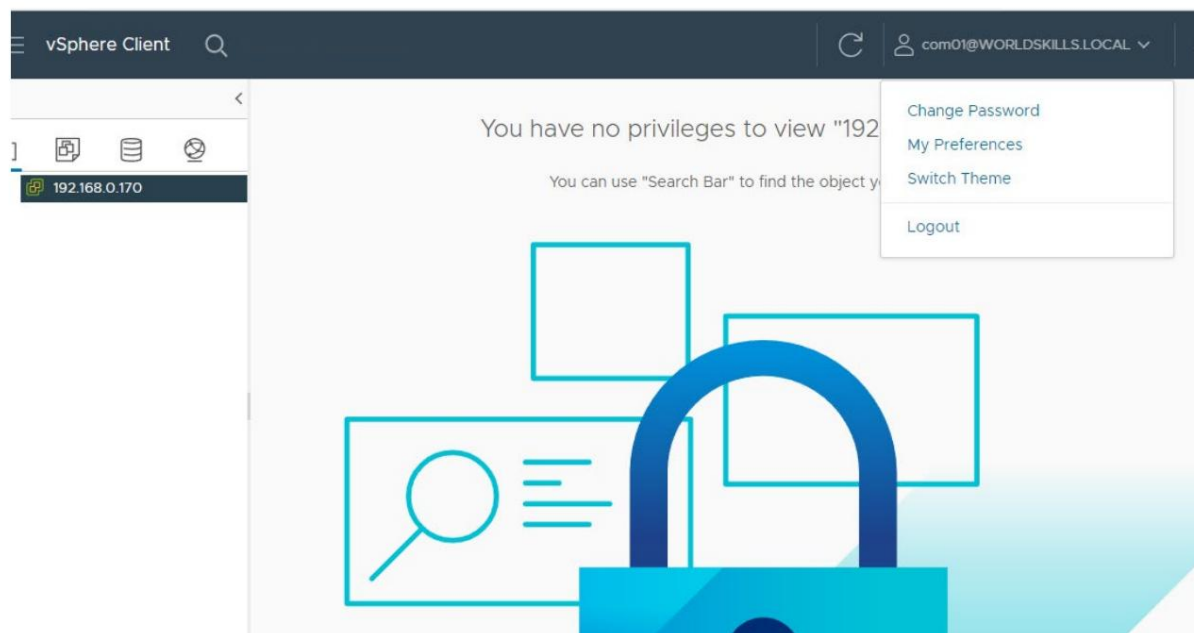 vSphere Client
com01@WORLDSKILLS.LOCAL
Change Password
My Preferences
Switch Theme
Logout
192.168.0.170
You have no privileges to view "192
You can use "Search Bar" to find the object